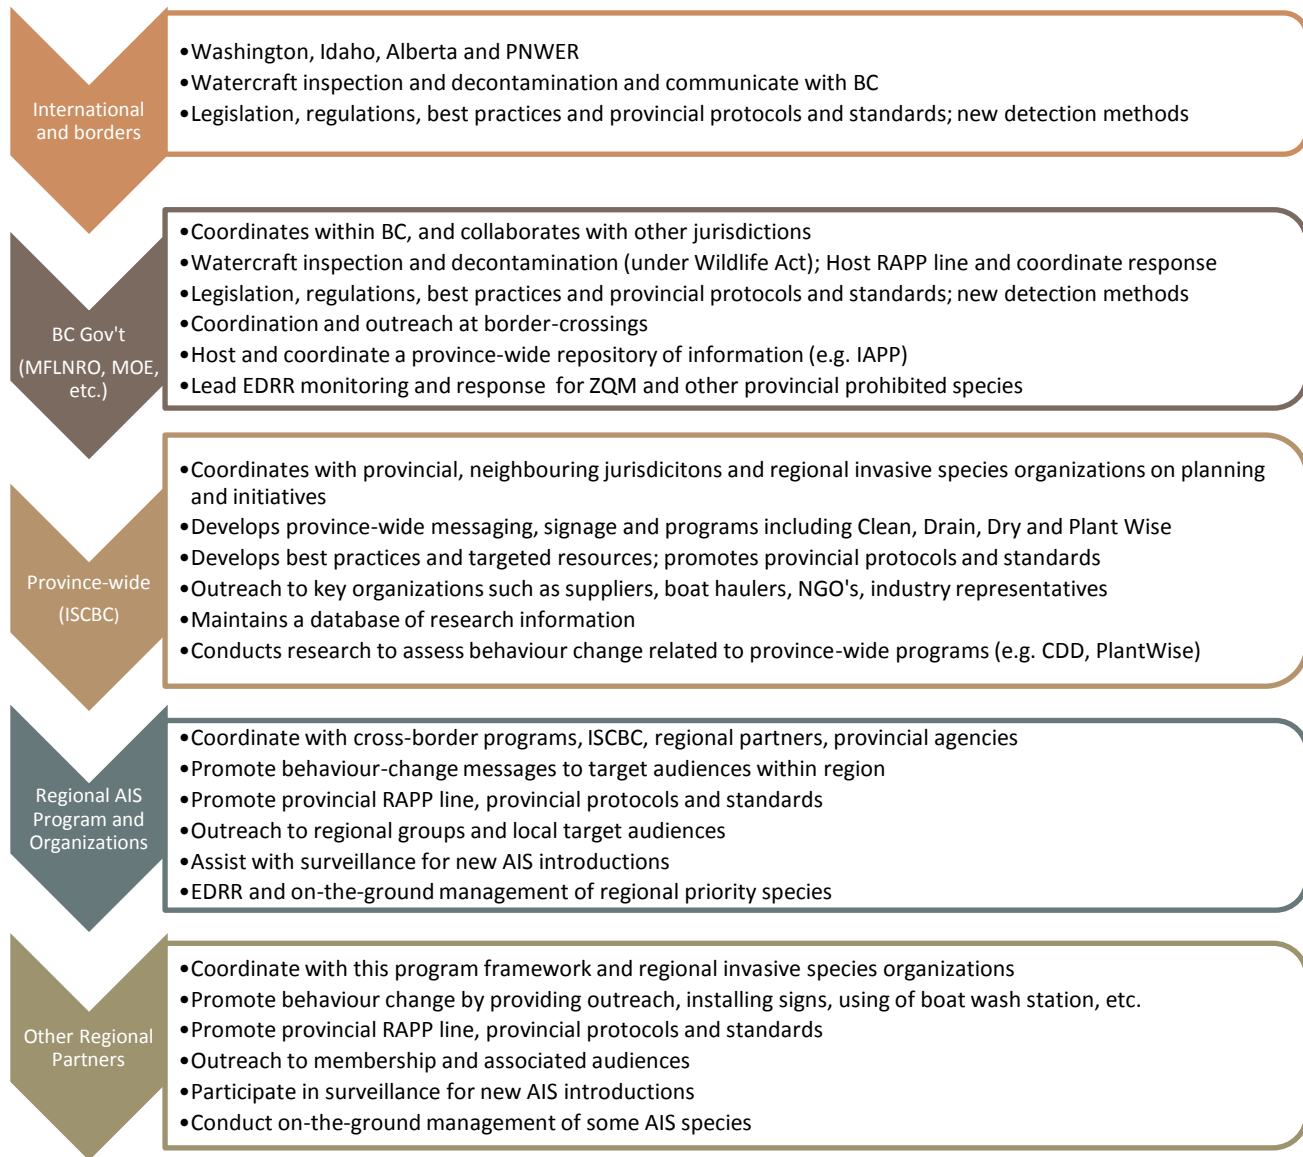 International
and borders
•Washington, Idaho, Alberta and PNWER
•Watercraft inspection and decontamination and communicate with BC
•Legislation, regulations, best practices and provincial protocols and standards; new detection methods
BC Gov't
(MFLNRO, MOE,
etc.)
•Coordinates within BC, and collaborates with other jurisdictions
•Watercraft inspection and decontamination (under Wildlife Act); Host RAPP line and coordinate response
•Legislation, regulations, best practices and provincial protocols and standards; new detection methods
•Coordination and outreach at border-crossings
•Host and coordinate a province-wide repository of information (e.g. IAPP)
•Lead EDRR monitoring and response for ZQM and other provincial prohibited species
Province-wide
(ISCBC)
•Coordinates with provincial, neighbouring jurisdicitons and regional invasive species organizations on planning
and initiatives
•Develops province-wide messaging, signage and programs including Clean, Drain, Dry and Plant Wise
•Develops best practices and targeted resources; promotes provincial protocols and standards
•Outreach to key organizations such as suppliers, boat haulers, NGO's, industry representatives
•Maintains a database of research information
•Conducts research to assess behaviour change related to province-wide programs (e.g. CDD, PlantWise)
Regional AIS
Program and
Organizations
•Coordinate with cross-border programs, ISCBC, regional partners, provincial agencies
•Promote behaviour-change messages to target audiences within region
•Promote provincial RAPP line, provincial protocols and standards
•Outreach to regional groups and local target audiences
•Assist with surveillance for new AIS introductions
•EDRR and on-the-ground management of regional priority species
Other Regional
Partners
•Coordinate with this program framework and regional invasive species organizations
•Promote behaviour change by providing outreach, installing signs, using of boat wash station, etc.
•Promote provincial RAPP line, provincial protocols and standards
•Outreach to membership and associated audiences
•Participate in surveillance for new AIS introductions
•Conduct on-the-ground management of some AIS species